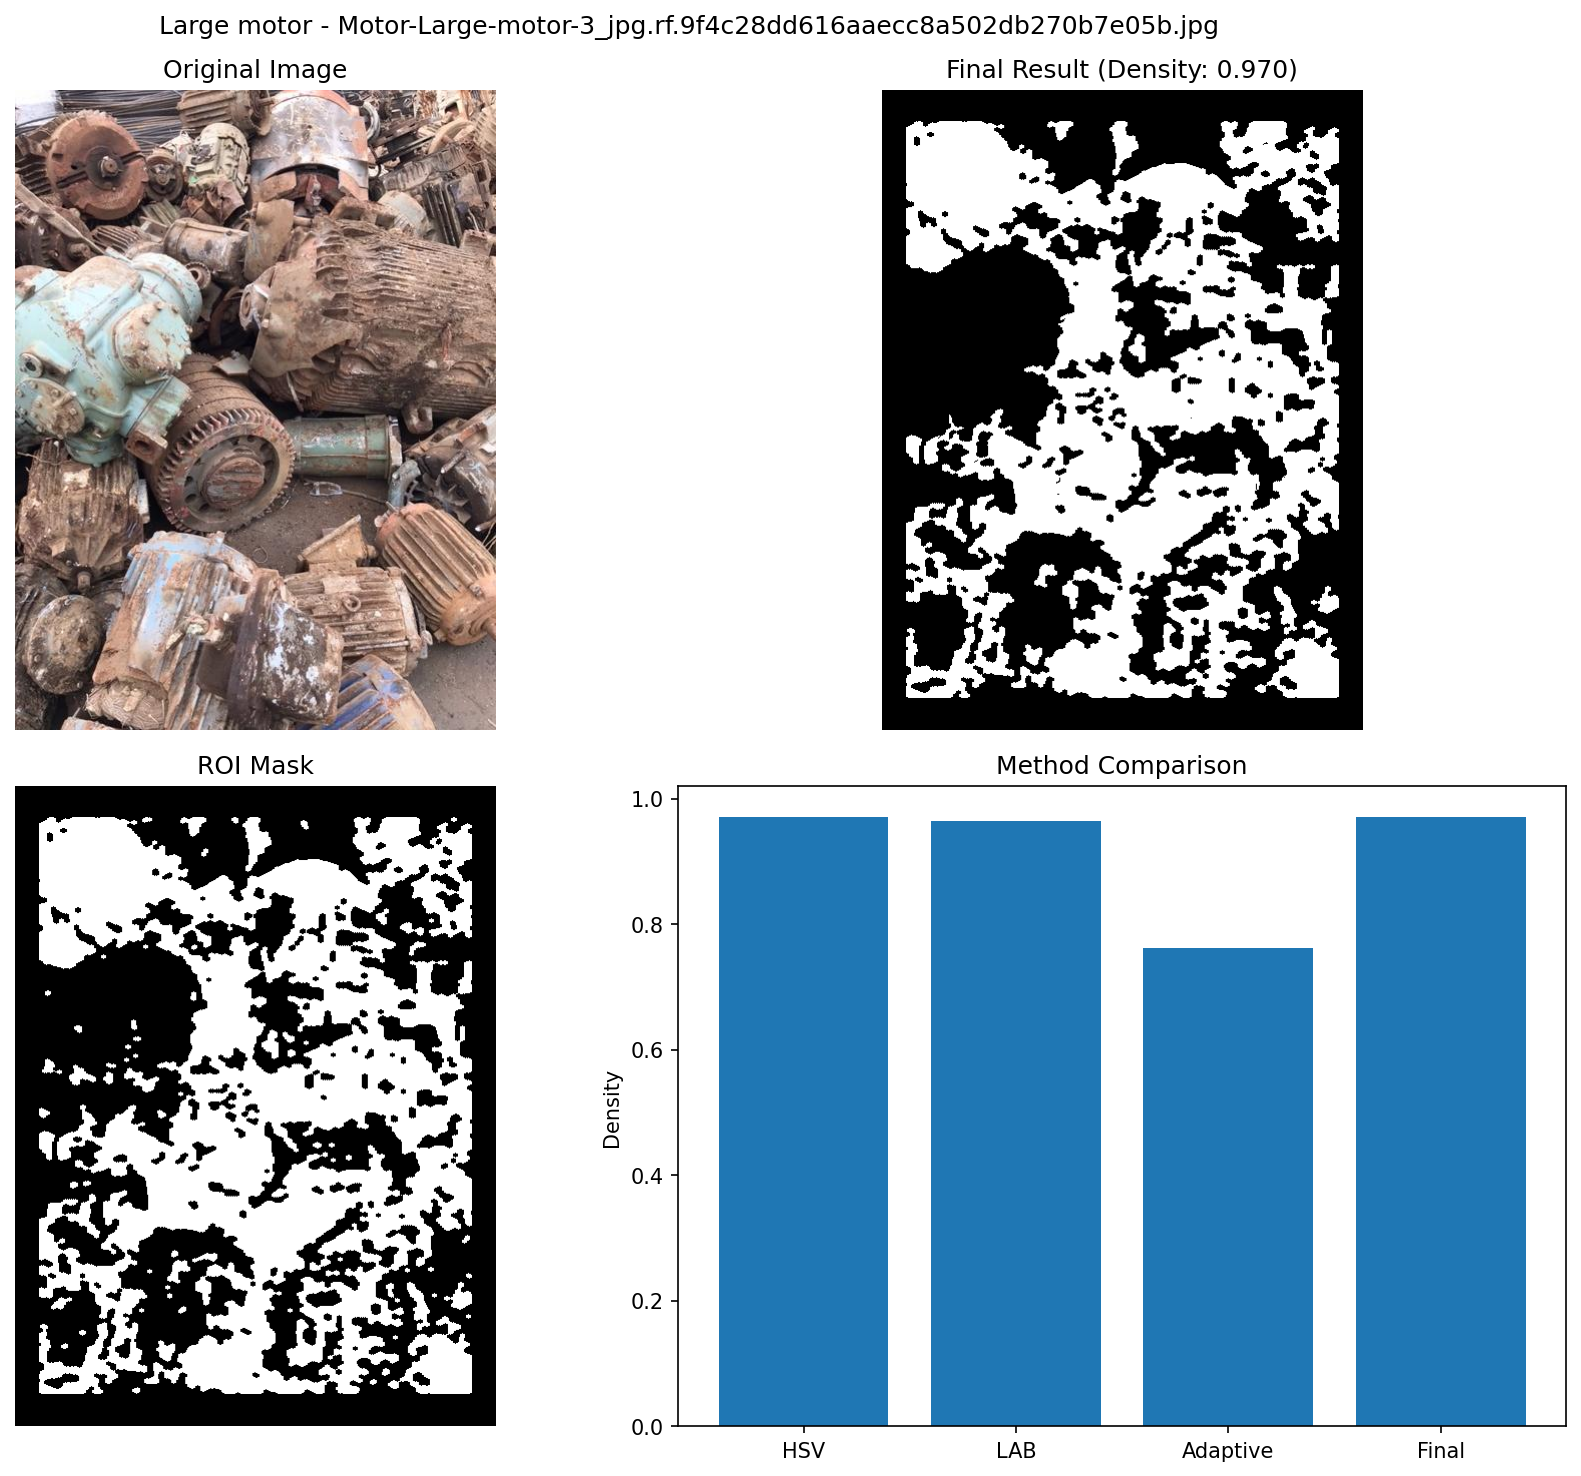 Large motor - Motor-Large-motor-3_jpg.rf.9f4c28dd616aaecc8a502db270b7e05b.jpg
Original Image
Final Result (Density: 0.970)
ROI Mask
Method Comparison
1.0
0.8
0.6
0.4
0.2
0.0
Density
HSV
LAB
Adaptive
Final